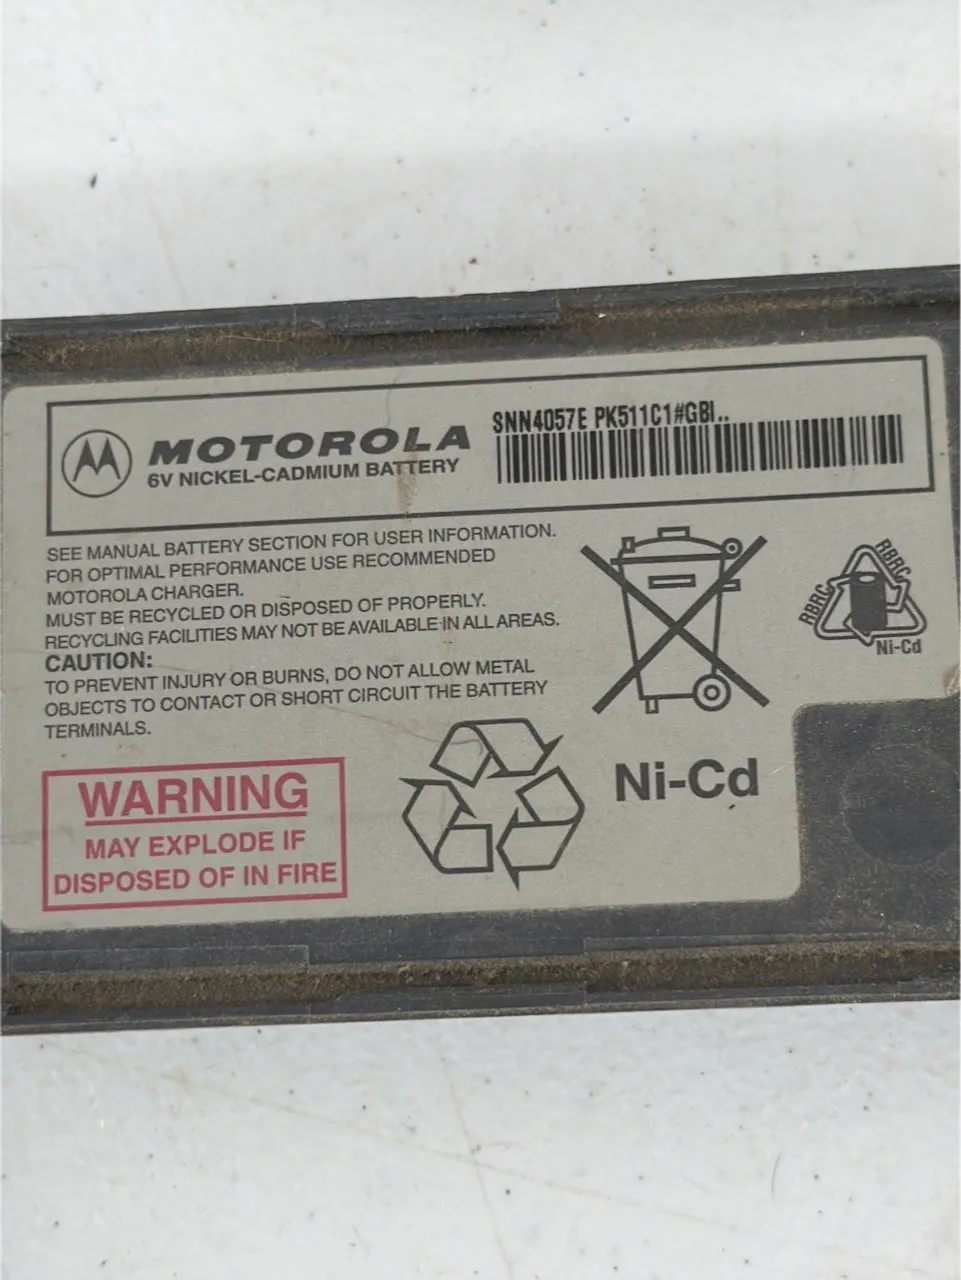 SNN4057E PK511C1#GBI..
MOTOROLA
6V NICKEL-CADMIUM BATTERY
SEE MANUAL BATTERY SECTION FOR USER INFORMATION.
FOR OPTIMAL PERFORMANCE USE RECOMMENDED
MOTOROLA CHARGER.
MUST BE RECYCLED OR DISPOSED OF PROPERLY.
RECYCLING FACILITIES MAY NOT BE AVAILABLE IN ALL AREAS.
CAUTION:
TO PREVENT INJURY OR BURNS, DO NOT ALLOW METAL
OBJECTS TO CONTACT OR SHORT CIRCUIT THE BATTERY
TERMINALS.
RBRC
RBRC
Ni-Cd
Ni-Cd
WARNING
MAY EXPLODE IF
DISPOSED OF IN FIRE